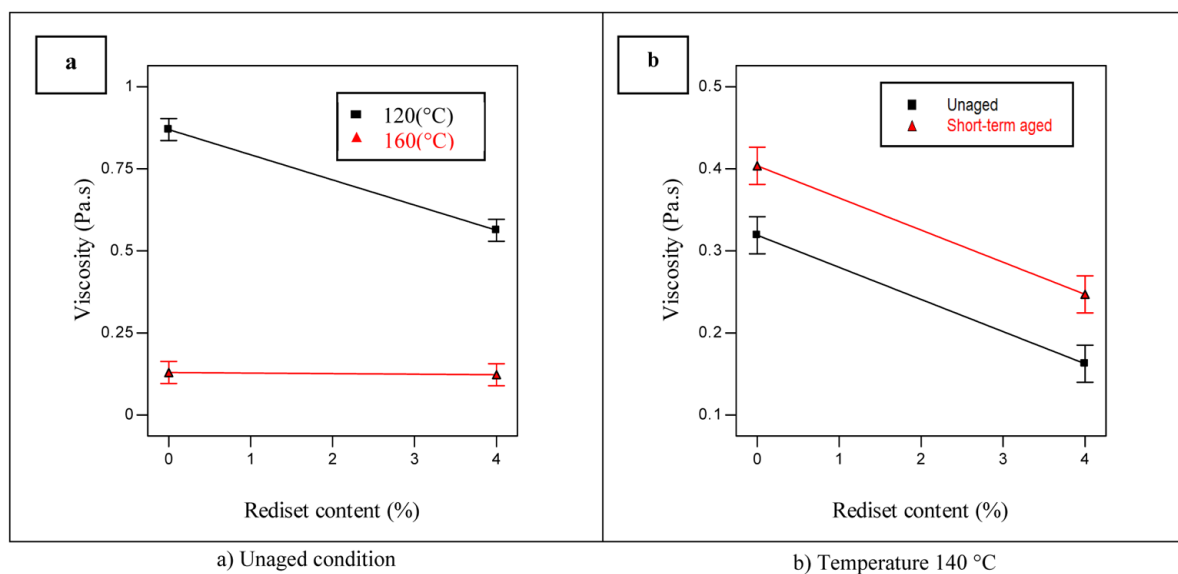 a
1
0.75
0.5
0.25
0
Viscosity (Pa.s)
120(°C)
160(°C)
0 1 2 3 4
Rediset content (%)
a) Unaged condition
b
0.5
0.4
0.3
0.2
0.1
Viscosity (Pa.s)
Unaged
Short-term aged
0 1 2 3 4
Rediset content (%)
b) Temperature 140 °C